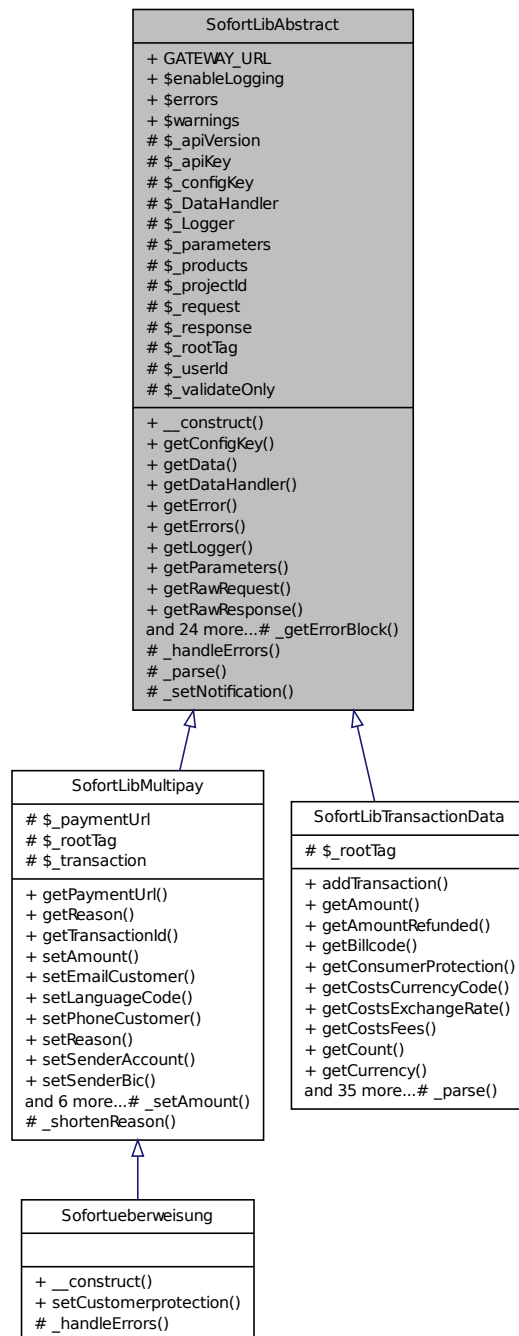 SofortLibAbstract
+ GATEWAY_URL
+ $enableLogging
+ $errors
+ $warnings
# $_apiVersion
# $_apiKey
# $_configKey
# $_DataHandler
# $_Logger
# $_parameters
# $_products
# $_projectId
# $_request
# $_response
# $_rootTag
# $_userId
# $_validateOnly
+ __construct()
+ getConfigKey()
+ getData()
+ getDataHandler()
+ getError()
+ getErrors()
+ getLogger()
+ getParameters()
+ getRawRequest()
+ getRawResponse()
and 24 more...# _getErrorBlock()
# _handleErrors()
# _parse()
# _setNotification()
SofortLibMultipay
# $_paymentUrl
# $_rootTag
# $_transaction
+ getPaymentUrl()
+ getReason()
+ getTransactionId()
+ setAmount()
+ setEmailCustomer()
+ setLanguageCode()
+ setPhoneCustomer()
+ setReason()
+ setSenderAccount()
+ setSenderBic()
and 6 more...# _setAmount()
# _shortenReason()
SofortLibTransactionData
# $_rootTag
+ addTransaction()
+ getAmount()
+ getAmountRefunded()
+ getBillcode()
+ getConsumerProtection()
+ getCostsCurrencyCode()
+ getCostsExchangeRate()
+ getCostsFees()
+ getCount()
+ getCurrency()
and 35 more...# _parse()
Sofortueberweisung
+ __construct()
+ setCustomerprotection()
# _handleErrors()